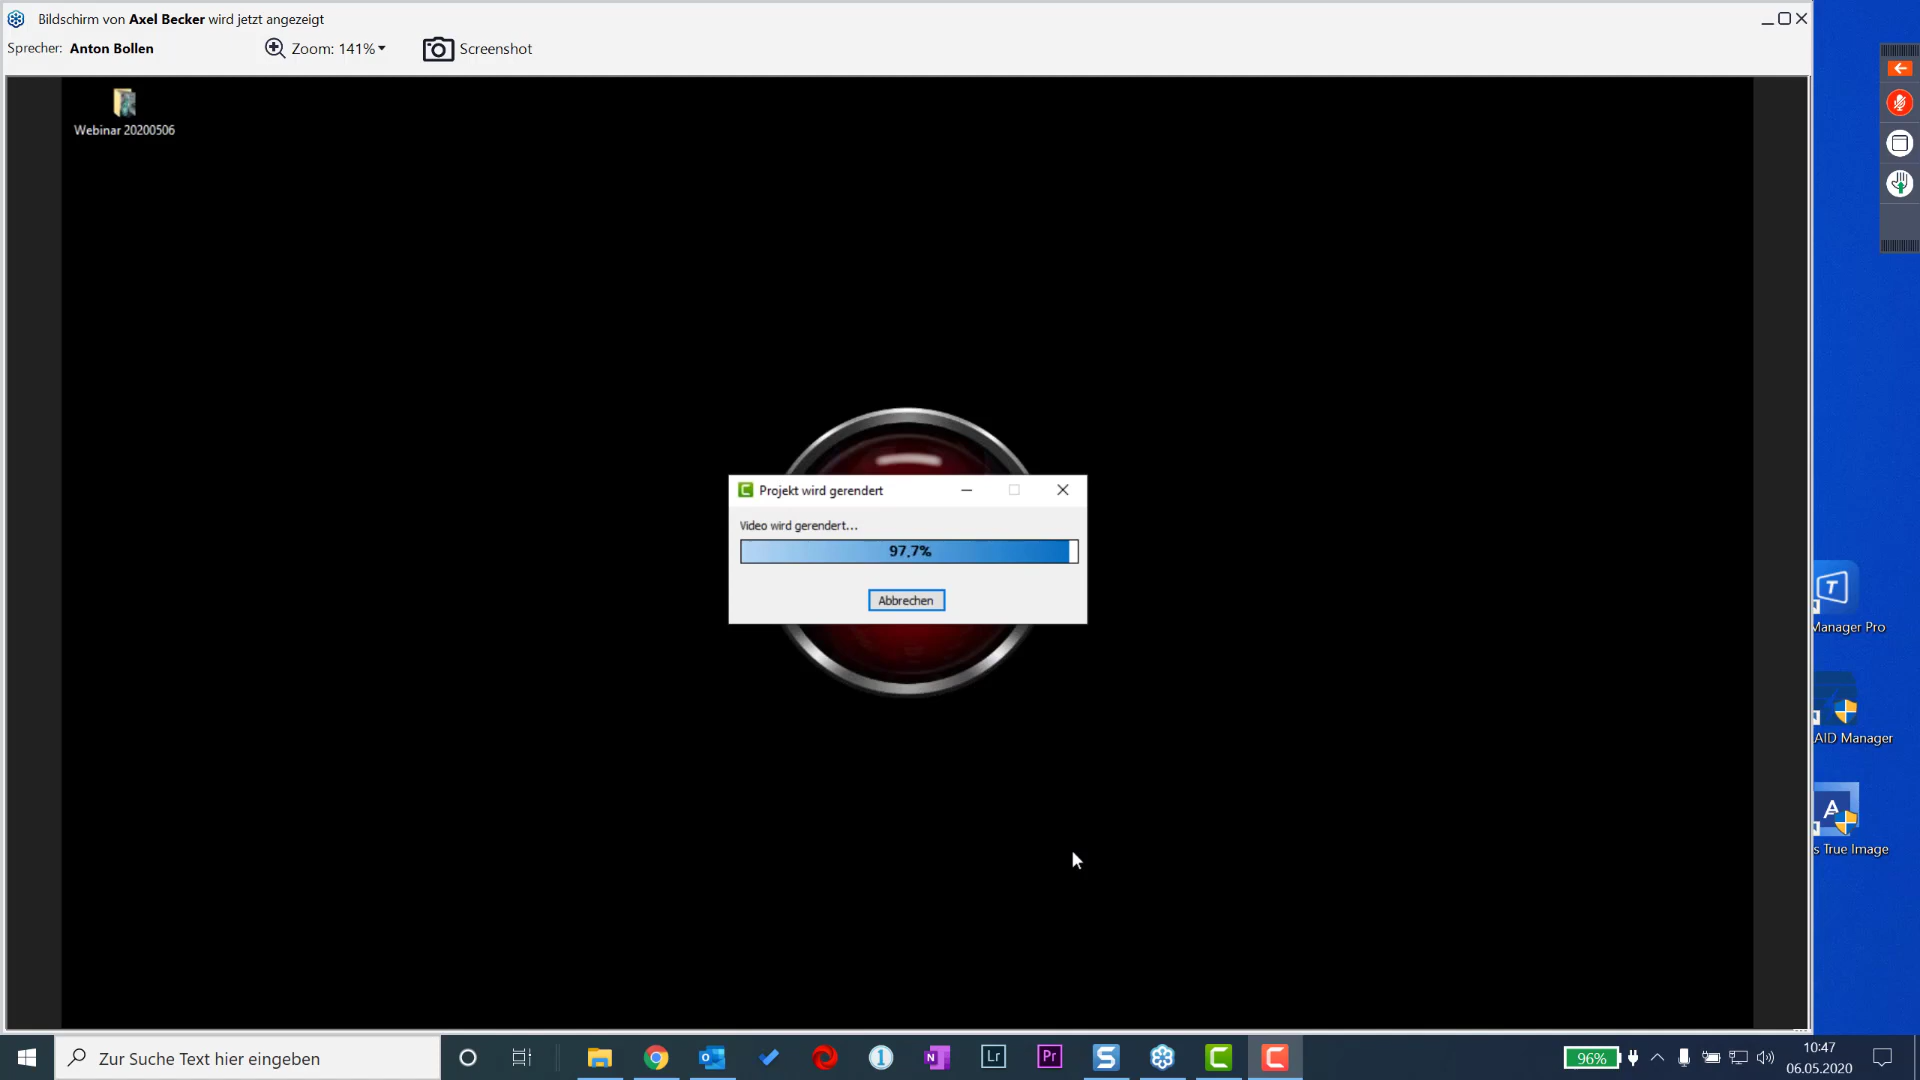 Bildschirm von Axel Becker wird jetzt angezeigt
Sprecher: Anton Bollen
Zoom: 141%
Screenshot
Webinar 20200506
Projekt wird gerendert
Video wird gerendert...
97,7%
Abbrechen
Manager Pro
AID Manager
s True Image
Zur Suche Text hier eingeben
Lr
Pr
96%
10:47
06.05.2020